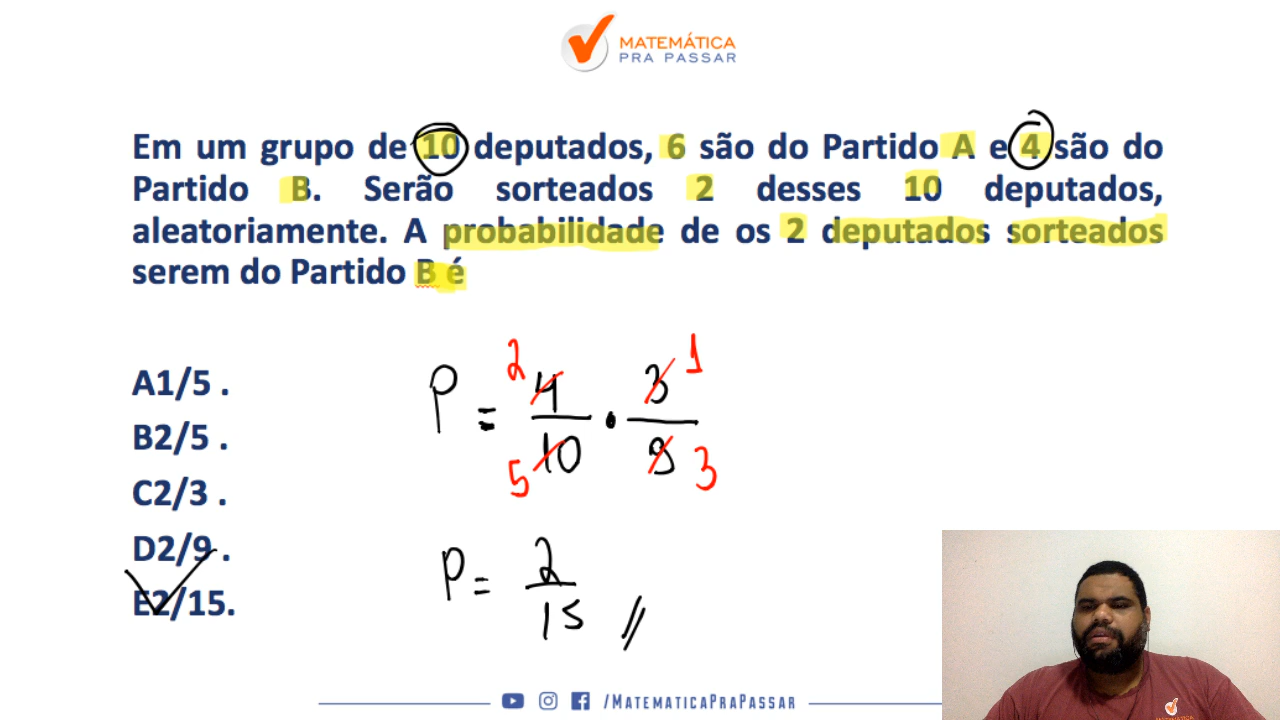 MATEMÁTICA
PRA PASSAR
Em um grupo de 10 deputados, 6 são do Partido A e 4 são do
Partido B. Serão sorteados 2 desses 10 deputados,
aleatoriamente. A probabilidade de os 2 deputados sorteados
serem do Partido B é
A1/5 .
B2/5 .
C2/3 .
D2/9 .
E2/15.
2 4 3 1
P = ― . ―
5 10 9 3
P = 2/15 //
/MATEMATICAPRAPASSAR
MATEMÁTICA